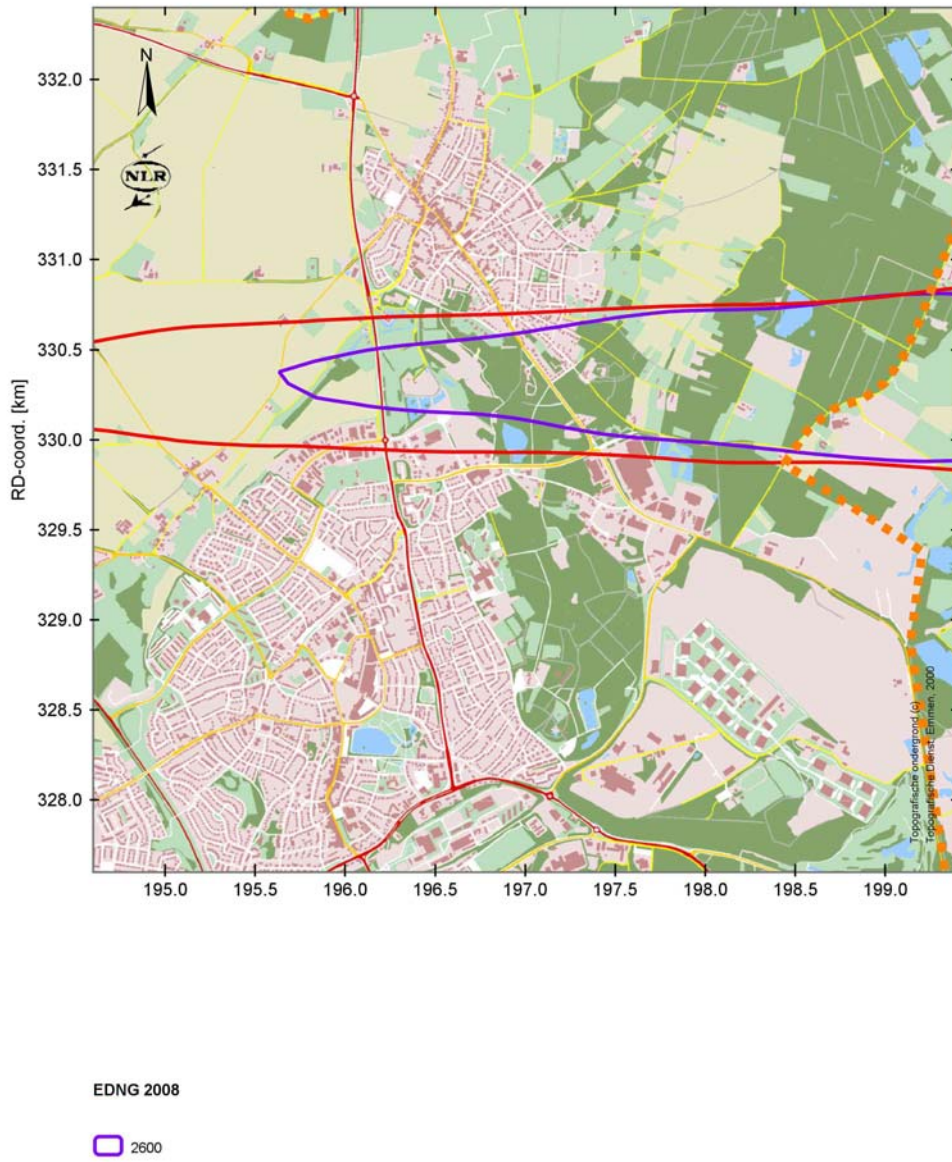 332.0
N
NLR
331.5
331.0
330.5
330.0
329.5
329.0
328.5
328.0
RD-coord. [km]
Topografische ondergrond (c)
Topografische Dienst, Emmen, 2000
195.0 195.5 196.0 196.5 197.0 197.5 198.0 198.5 199.0
EDNG 2008
2600